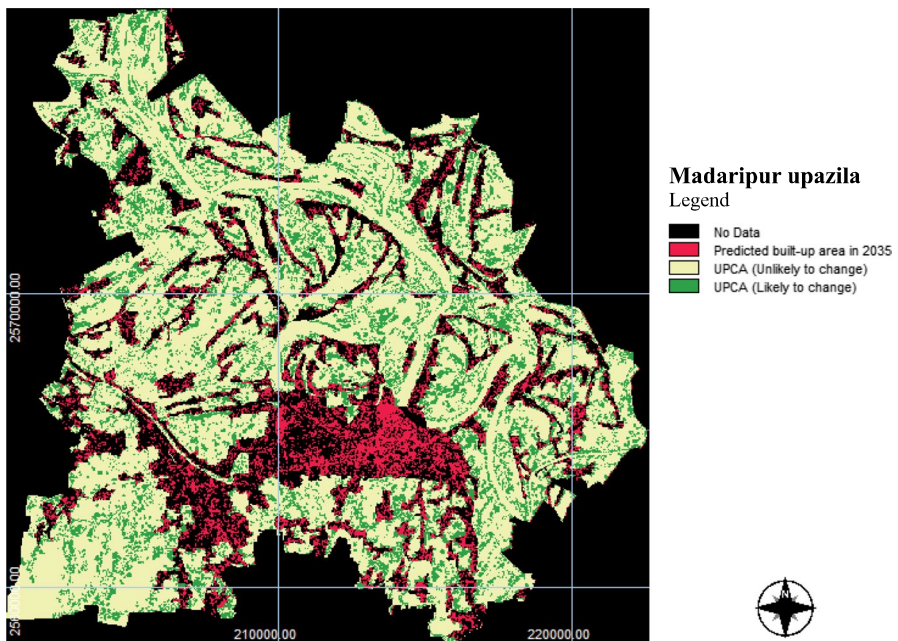 Madaripur upazila
Legend
No Data
Predicted built-up area in 2035
UPCA (Unlikely to change)
UPCA (Likely to change)
2570000.00
210000.00
220000.00
N